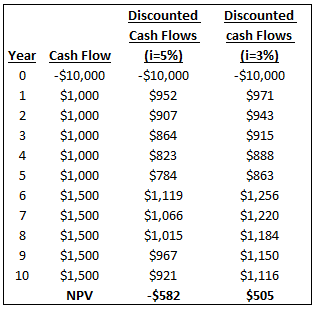 Discounted Discounted
Cash Flows cash Flows
Year Cash Flow (i=5%) (i=3%)
0 -$10,000 -$10,000 -$10,000
1 $1,000 $952 $971
2 $1,000 $907 $943
3 $1,000 $864 $915
4 $1,000 $823 $888
5 $1,000 $784 $863
6 $1,500 $1,119 $1,256
7 $1,500 $1,066 $1,220
8 $1,500 $1,015 $1,184
9 $1,500 $967 $1,150
10 $1,500 $921 $1,116
NPV -$582 $505